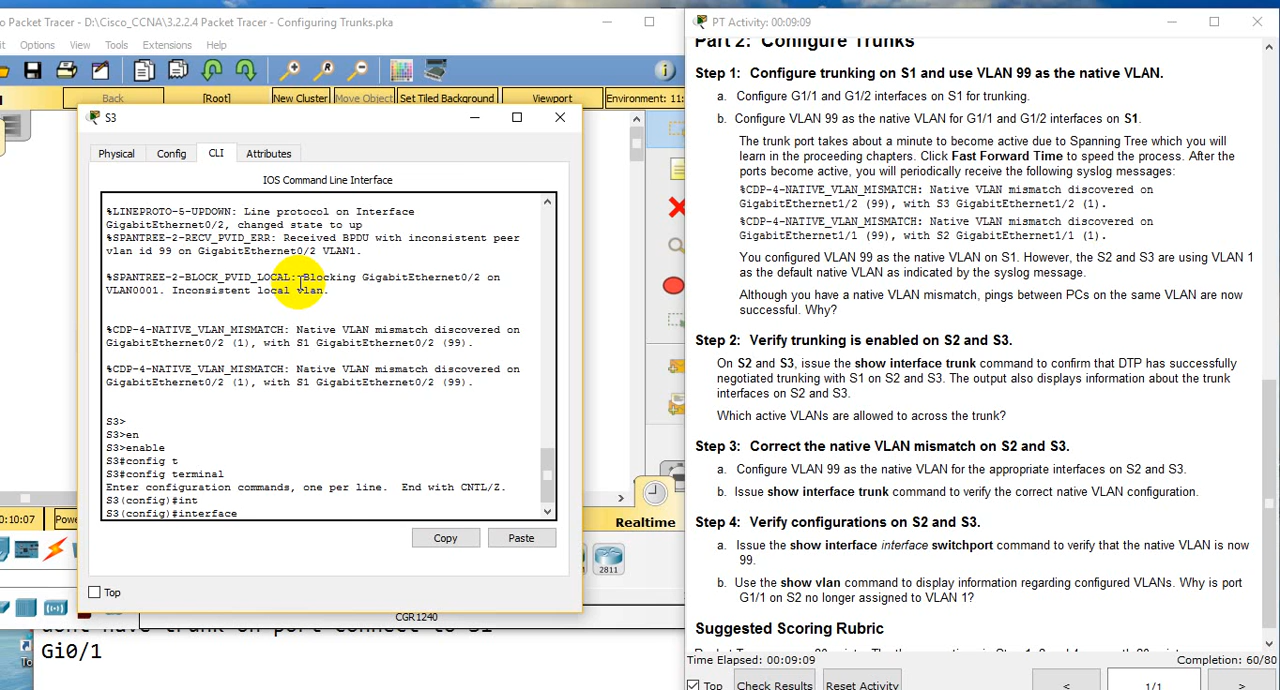 o Packet Tracer - D:\Cisco_CCNA\3.2.2.4 Packet Tracer - Configuring Trunks.pka
it Options View Tools Extensions Help
Back [Root] New Cluster Move Object Set Tiled Background Viewport Environment: 11:
S3
Physical Config CLI Attributes
IOS Command Line Interface
%LINEPROTO-5-UPDOWN: Line protocol on Interface
GigabitEthernet0/2, changed state to up
%SPANTREE-2-RECV_PVID_ERR: Received BPDU with inconsistent peer
vlan id 99 on GigabitEthernet0/2 VLAN1.
%SPANTREE-2-BLOCK_PVID_LOCAL: Blocking GigabitEthernet0/2 on
VLAN0001. Inconsistent local vlan.
%CDP-4-NATIVE_VLAN_MISMATCH: Native VLAN mismatch discovered on
GigabitEthernet0/2 (1), with S1 GigabitEthernet0/2 (99).
%CDP-4-NATIVE_VLAN_MISMATCH: Native VLAN mismatch discovered on
GigabitEthernet0/2 (1), with S1 GigabitEthernet0/2 (99).
S3>
S3>en
S3>enable
S3#config t
S3#config terminal
Enter configuration commands, one per line. End with CNTL/Z.
S3(config)#int
S3(config)#interface
Copy Paste
Top
0:10:07 Powe
Realtime
2811
CGR1240
dont have trunk on port connect to S1
Gi0/1
To
PT Activity: 00:09:09
Part 2: Configure Trunks
Step 1: Configure trunking on S1 and use VLAN 99 as the native VLAN.
a. Configure G1/1 and G1/2 interfaces on S1 for trunking.
b. Configure VLAN 99 as the native VLAN for G1/1 and G1/2 interfaces on S1.
The trunk port takes about a minute to become active due to Spanning Tree which you will
learn in the proceeding chapters. Click Fast Forward Time to speed the process. After the
ports become active, you will periodically receive the following syslog messages:
%CDP-4-NATIVE_VLAN_MISMATCH: Native VLAN mismatch discovered on
GigabitEthernet1/2 (99), with S3 GigabitEthernet1/2 (1).
%CDP-4-NATIVE_VLAN_MISMATCH: Native VLAN mismatch discovered on
GigabitEthernet1/1 (99), with S2 GigabitEthernet1/1 (1).
You configured VLAN 99 as the native VLAN on S1. However, the S2 and S3 are using VLAN 1
as the default native VLAN as indicated by the syslog message.
Although you have a native VLAN mismatch, pings between PCs on the same VLAN are now
successful. Why?
Step 2: Verify trunking is enabled on S2 and S3.
On S2 and S3, issue the show interface trunk command to confirm that DTP has successfully
negotiated trunking with S1 on S2 and S3. The output also displays information about the trunk
interfaces on S2 and S3.
Which active VLANs are allowed to across the trunk?
Step 3: Correct the native VLAN mismatch on S2 and S3.
a. Configure VLAN 99 as the native VLAN for the appropriate interfaces on S2 and S3.
b. Issue show interface trunk command to verify the correct native VLAN configuration.
Step 4: Verify configurations on S2 and S3.
a. Issue the show interface interface switchport command to verify that the native VLAN is now
99.
b. Use the show vlan command to display information regarding configured VLANs. Why is port
G1/1 on S2 no longer assigned to VLAN 1?
Suggested Scoring Rubric
Time Elapsed: 00:09:09 Completion: 60/80
Top Check Results Reset Activity < 1/1 >